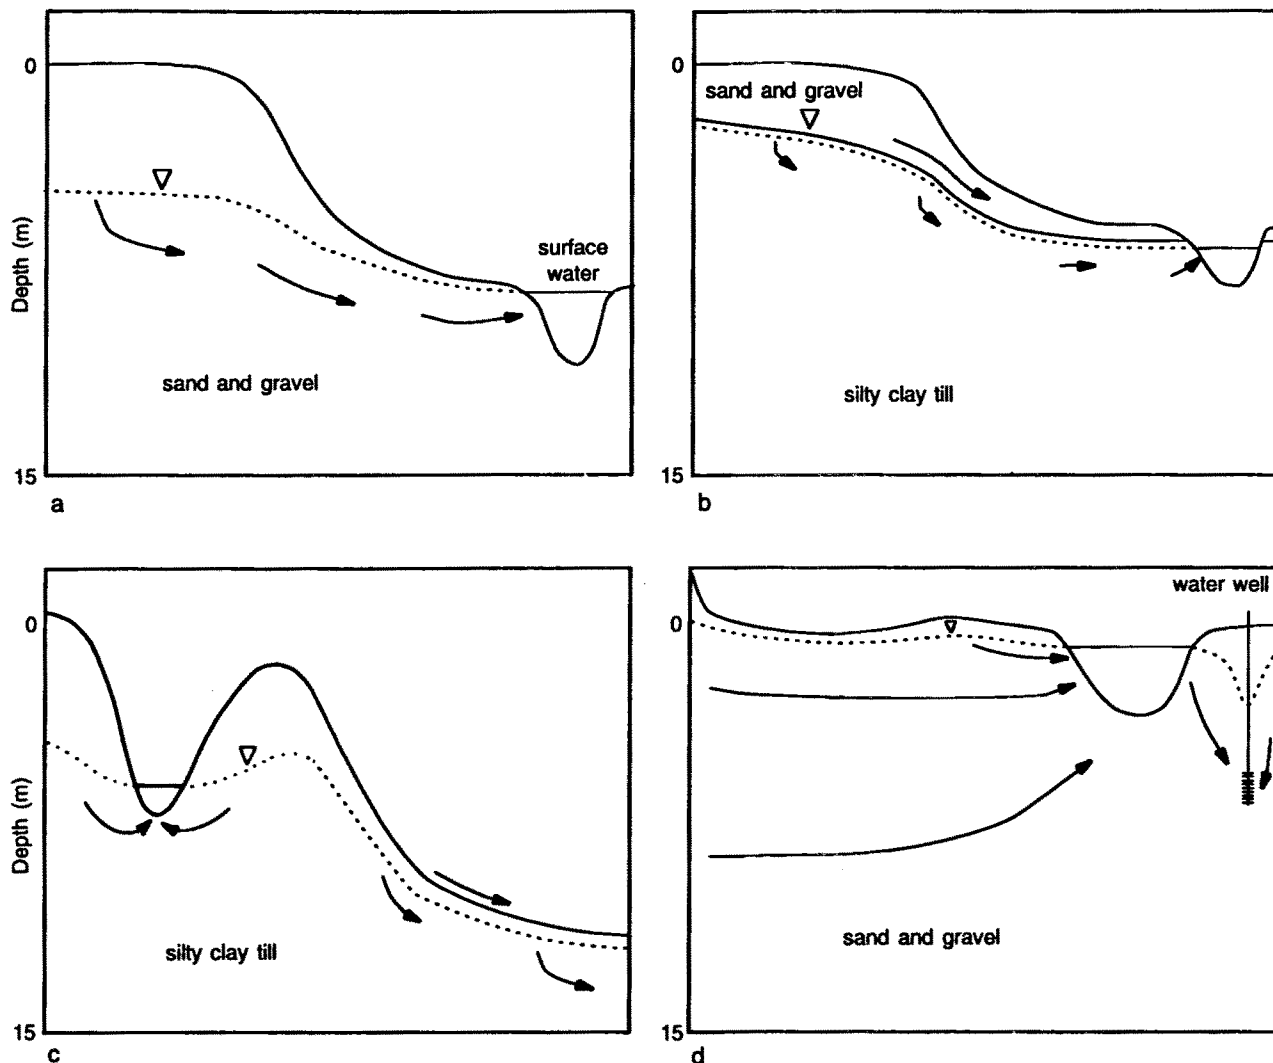 0
sand and gravel
surface
water
Depth (m)
sand and gravel
15
a
0
silty clay till
15
b
0
Depth (m)
silty clay till
15
c
water well
0
sand and gravel
15
d